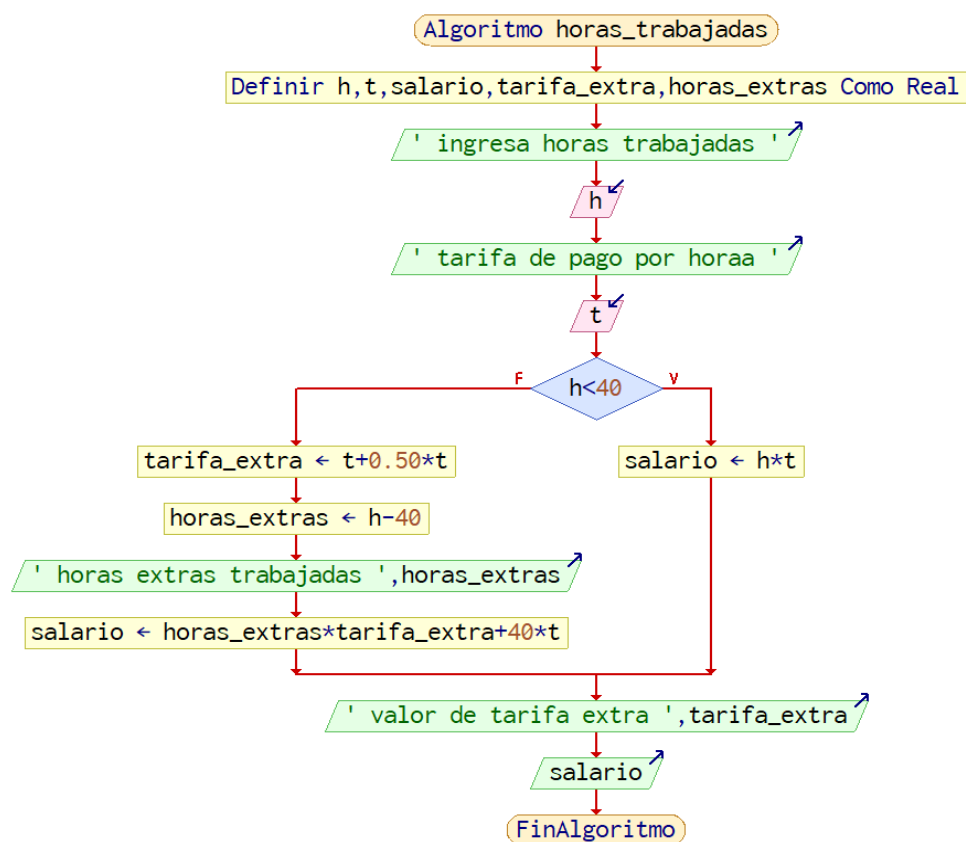 Algoritmo horas_trabajadas
Definir h,t,salario,tarifa_extra,horas_extras Como Real
' ingresa horas trabajadas '
h
' tarifa de pago por horaa '
t
F
h<40
V
tarifa_extra ← t+0.50*t
salario ← h*t
horas_extras ← h-40
' horas extras trabajadas ',horas_extras
salario ← horas_extras*tarifa_extra+40*t
' valor de tarifa extra ',tarifa_extra
salario
FinAlgoritmo